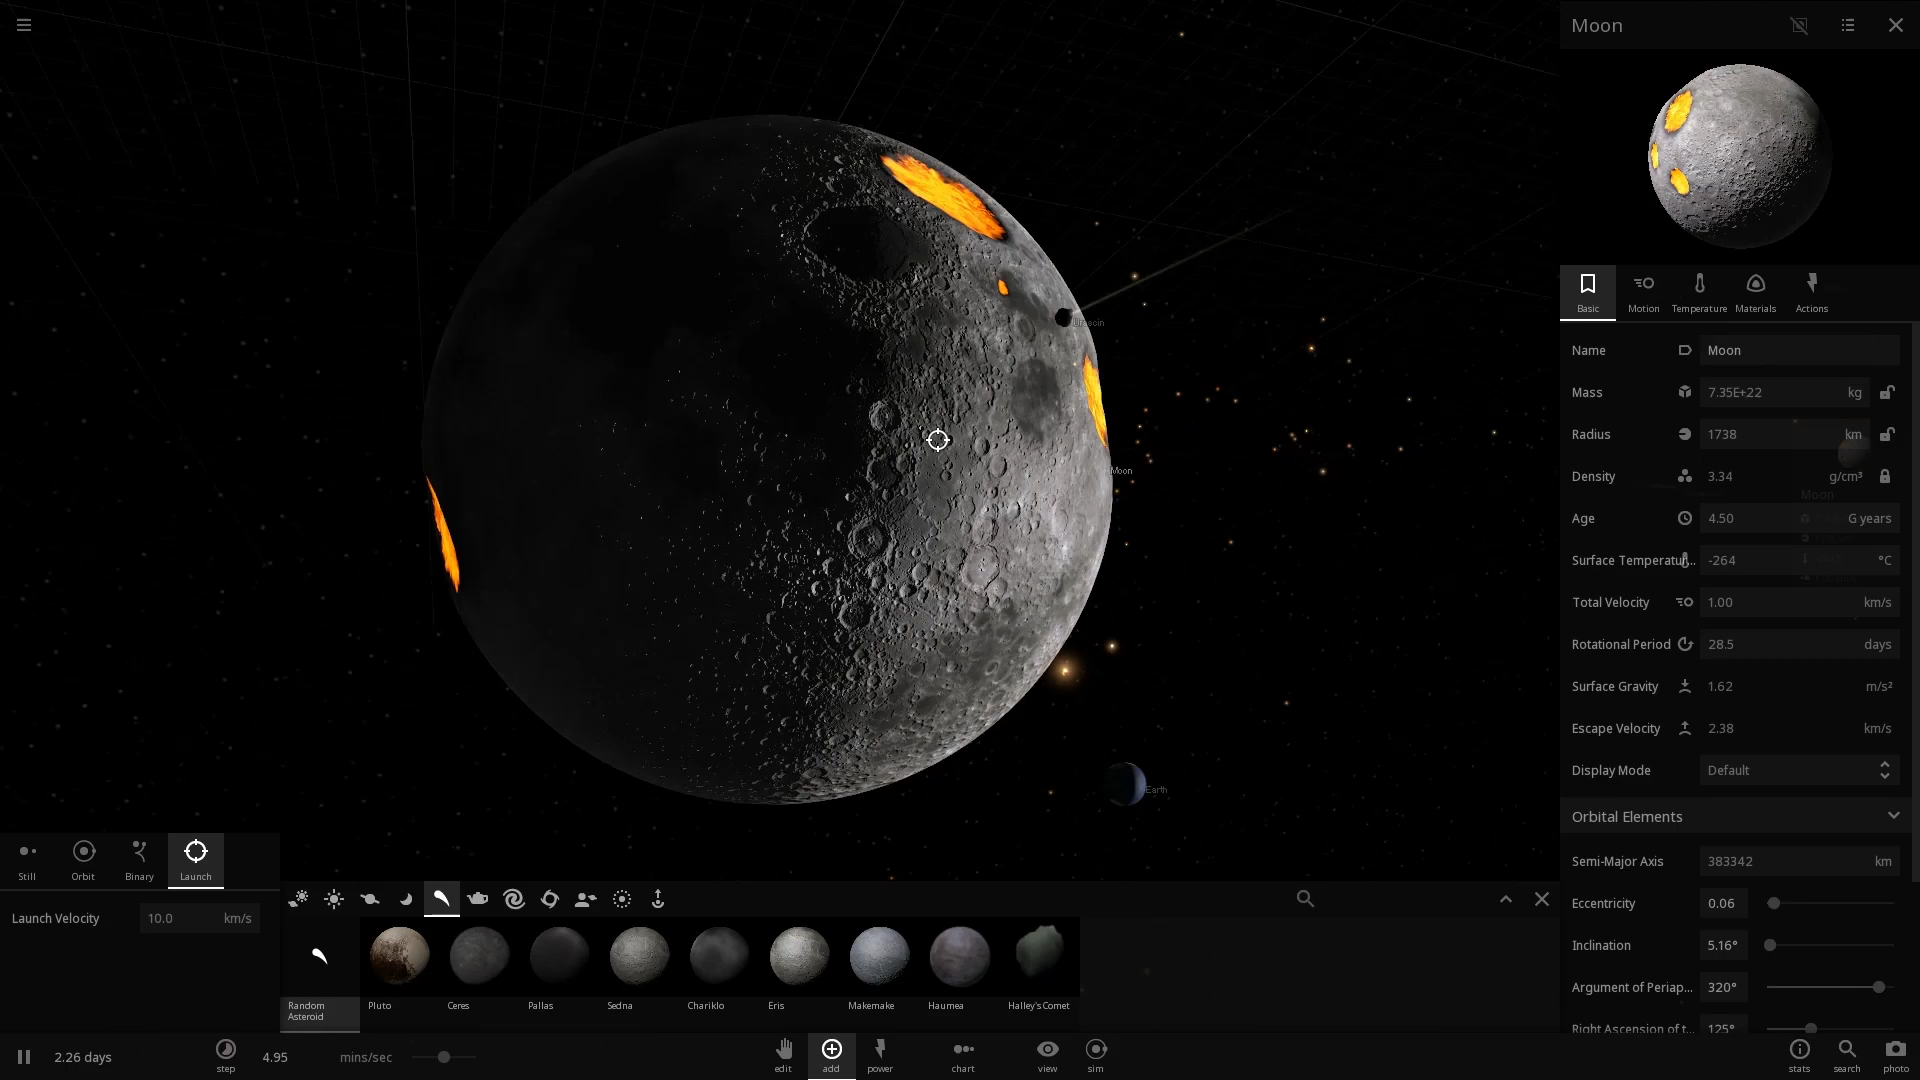 Moon
Basic
Motion
Temperature
Materials
Actions
Name
Moon
Mass
7.35E+22
kg
Radius
1738
km
Density
3.34
g/cm³
Age
4.50
G years
Surface Temperatur...
-264
°C
Total Velocity
1.00
km/s
Rotational Period
28.5
days
Surface Gravity
1.62
m/s²
Escape Velocity
2.38
km/s
Display Mode
Default
Orbital Elements
Semi-Major Axis
383342
km
Eccentricity
0.06
Inclination
5.16°
Argument of Periap...
320°
Right Ascension of t...
125°
Moon
Moon
Earth
Still
Orbit
Binary
Launch
Launch Velocity
10.0
km/s
Random
Asteroid
Pluto
Ceres
Pallas
Sedna
Chariklo
Eris
Makemake
Haumea
Halley's Comet
2.26 days
step
4.95
mins/sec
edit
add
power
chart
view
sim
stats
search
photo